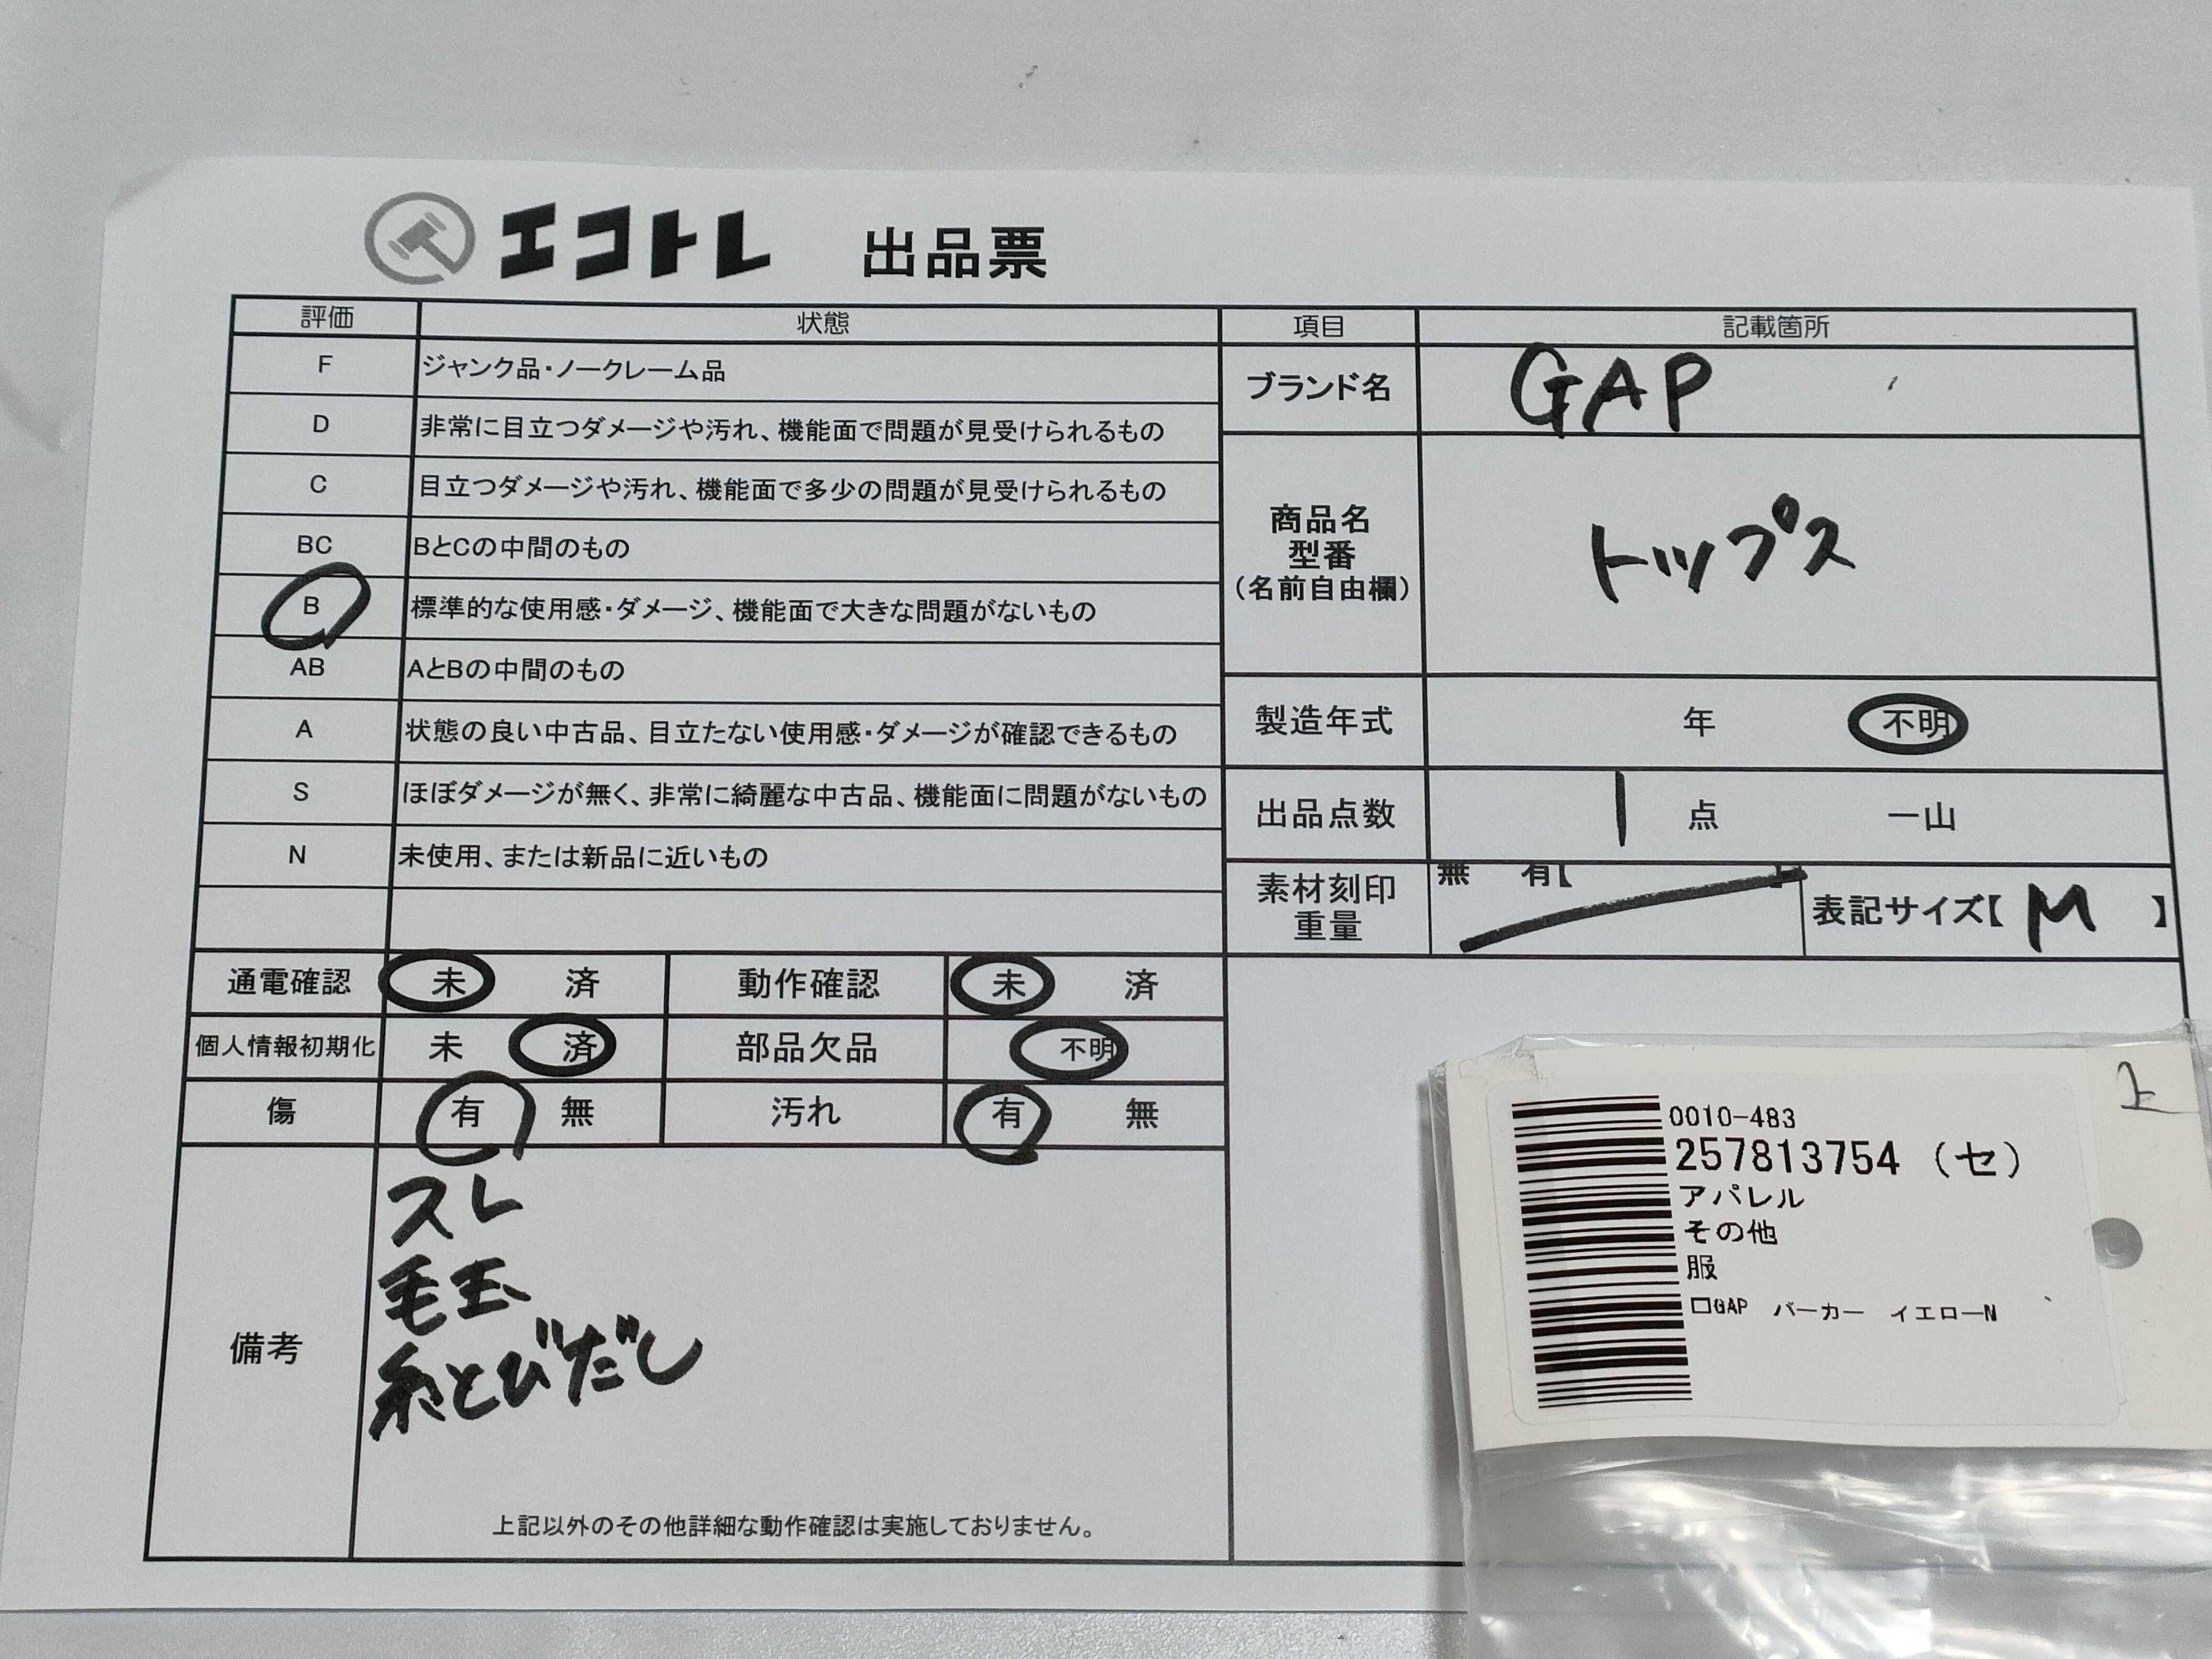 エコトレ 出品票
評価 状態
F ジャンク品・ノークレーム品
D 非常に目立つダメージや汚れ、機能面で問題が見受けられるもの
C 目立つダメージや汚れ、機能面で多少の問題が見受けられるもの
BC BとCの中間のもの
B 標準的な使用感・ダメージ、機能面で大きな問題がないもの
AB AとBの中間のもの
A 状態の良い中古品、目立たない使用感・ダメージが確認できるもの
S ほぼダメージが無く、非常に綺麗な中古品、機能面に問題がないもの
N 未使用、または新品に近いもの
通電確認 未 済 動作確認 未 済
個人情報初期化 未 済 部品欠品 不明
傷 有 無 汚れ 有 無
備考
スレ
毛玉
糸とびだし
上記以外のその他詳細な動作確認は実施しておりません。
項目 記載箇所
ブランド名 GAP
商品名
型番
（名前自由欄）
トップス
製造年式 年 不明
出品点数 1 点 一山
素材刻印
重量
無 有【 】
表記サイズ【 M 】
0010-483
257813754 (セ)
アパレル
その他
服
□GAP パーカー イエローN